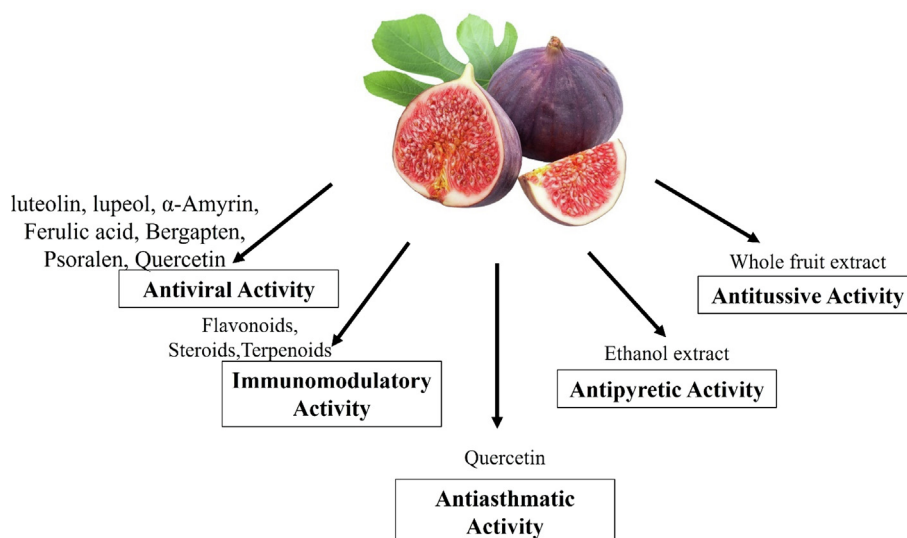 luteolin, lupeol, α-Amyrin,
Ferulic acid, Bergapten,
Psoralen, Quercetin
Antiviral Activity
Flavonoids,
Steroids,Terpenoids
Immunomodulatory
Activity
Quercetin
Antiasthmatic
Activity
Ethanol extract
Antipyretic Activity
Whole fruit extract
Antitussive Activity